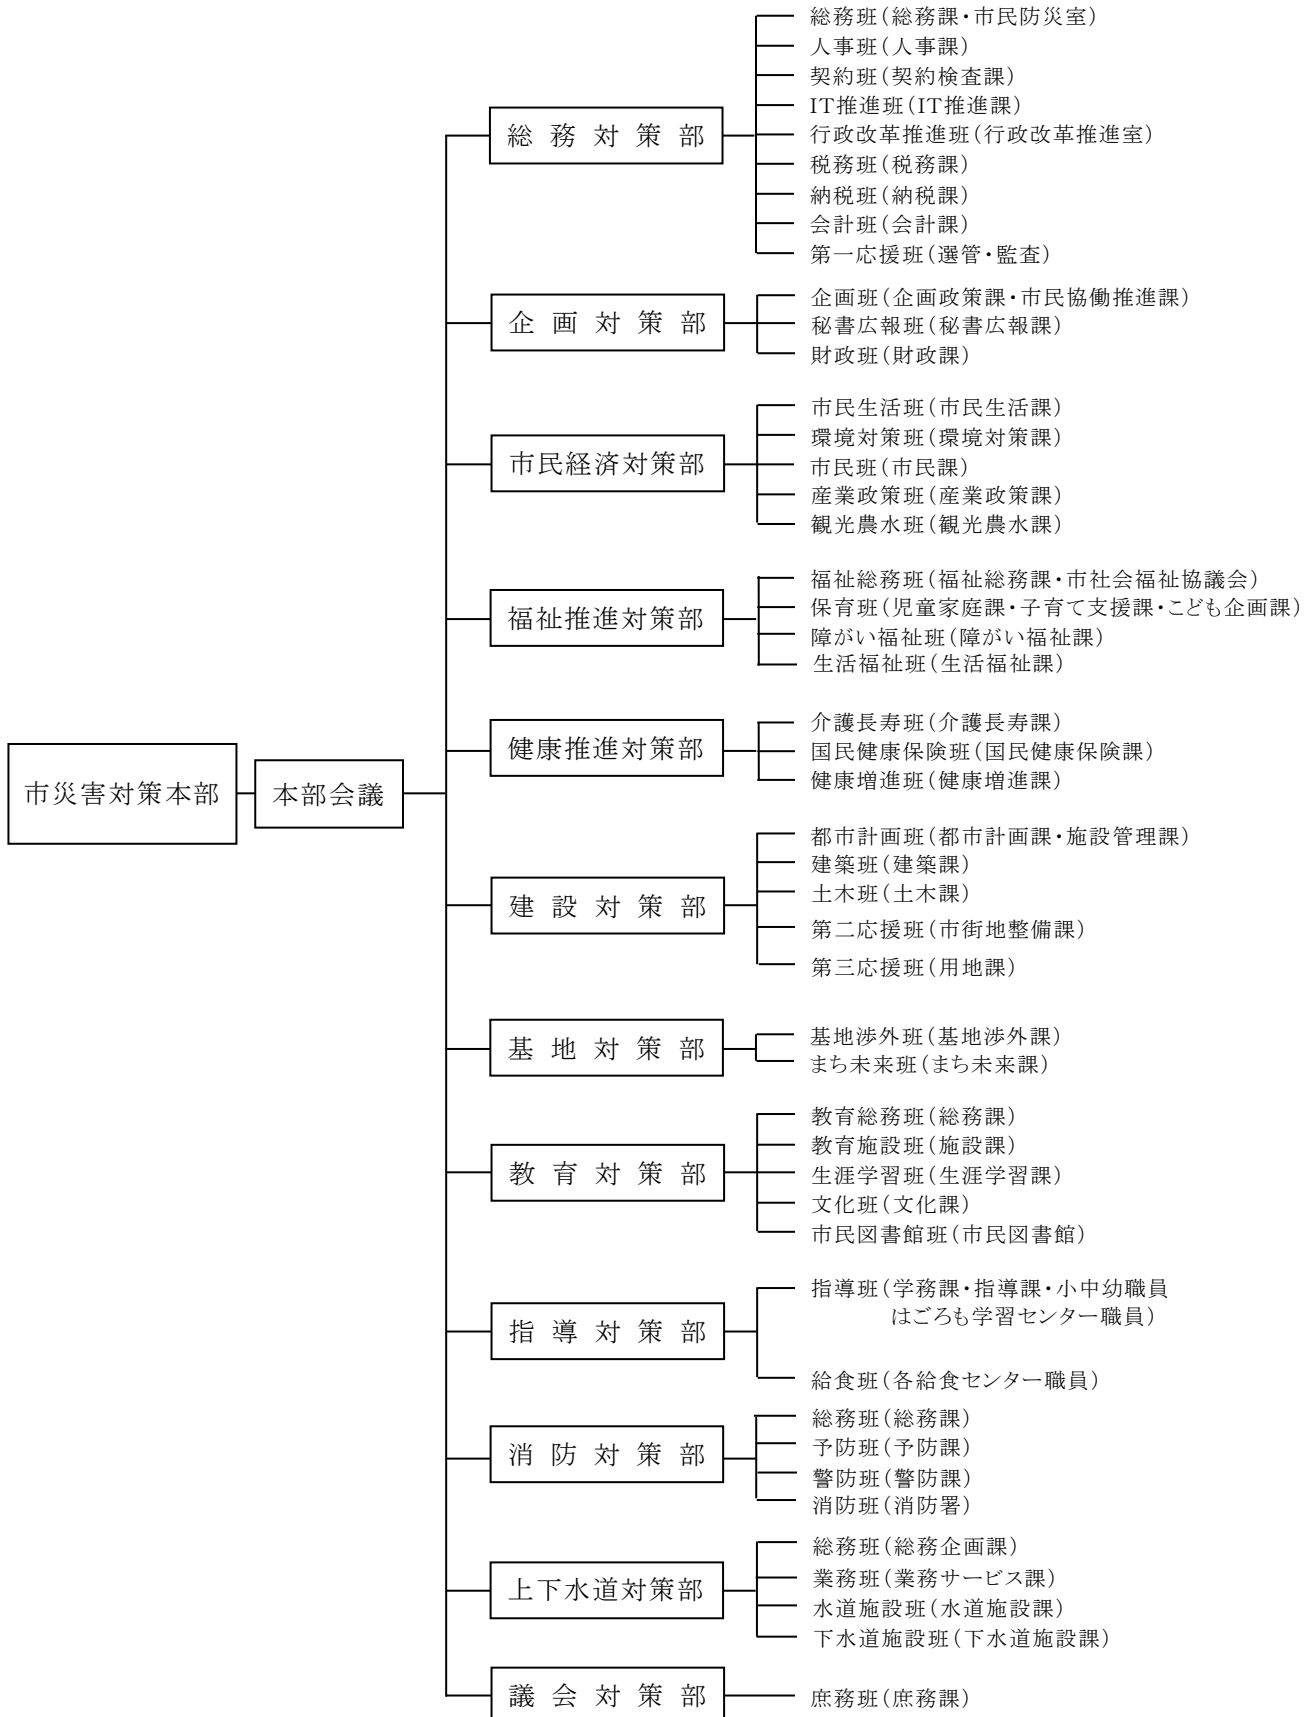 市災害対策本部
本部会議
総務対策部
総務班(総務課・市民防災室)
人事班(人事課)
契約班(契約検査課)
IT推進班(IT推進課)
行政改革推進班(行政改革推進室)
税務班(税務課)
納税班(納税課)
会計班(会計課)
第一応援班(選管・監査)
企画対策部
企画班(企画政策課・市民協働推進課)
秘書広報班(秘書広報課)
財政班(財政課)
市民経済対策部
市民生活班(市民生活課)
環境対策班(環境対策課)
市民班(市民課)
産業政策班(産業政策課)
観光農水班(観光農水課)
福祉推進対策部
福祉総務班(福祉総務課・市社会福祉協議会)
保育班(児童家庭課・子育て支援課・こども企画課)
障がい福祉班(障がい福祉課)
生活福祉班(生活福祉課)
健康推進対策部
介護長寿班(介護長寿課)
国民健康保険班(国民健康保険課)
健康増進班(健康増進課)
建設対策部
都市計画班(都市計画課・施設管理課)
建築班(建築課)
土木班(土木課)
第二応援班(市街地整備課)
第三応援班(用地課)
基地対策部
基地渉外班(基地渉外課)
まち未来班(まち未来課)
教育対策部
教育総務班(総務課)
教育施設班(施設課)
生涯学習班(生涯学習課)
文化班(文化課)
市民図書館班(市民図書館)
指導対策部
指導班(学務課・指導課・小中幼職員
はごろも学習センター職員)
給食班(各給食センター職員)
消防対策部
総務班(総務課)
予防班(予防課)
警防班(警防課)
消防班(消防署)
上下水道対策部
総務班(総務企画課)
業務班(業務サービス課)
水道施設班(水道施設課)
下水道施設班(下水道施設課)
議会対策部
庶務班(庶務課)